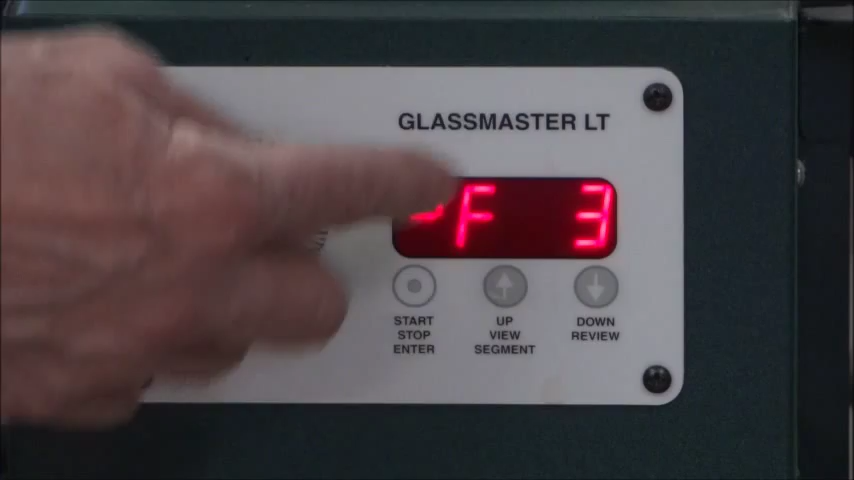 GLASSMASTER LT
F 3
START
STOP
ENTER
UP
VIEW
SEGMENT
DOWN
REVIEW